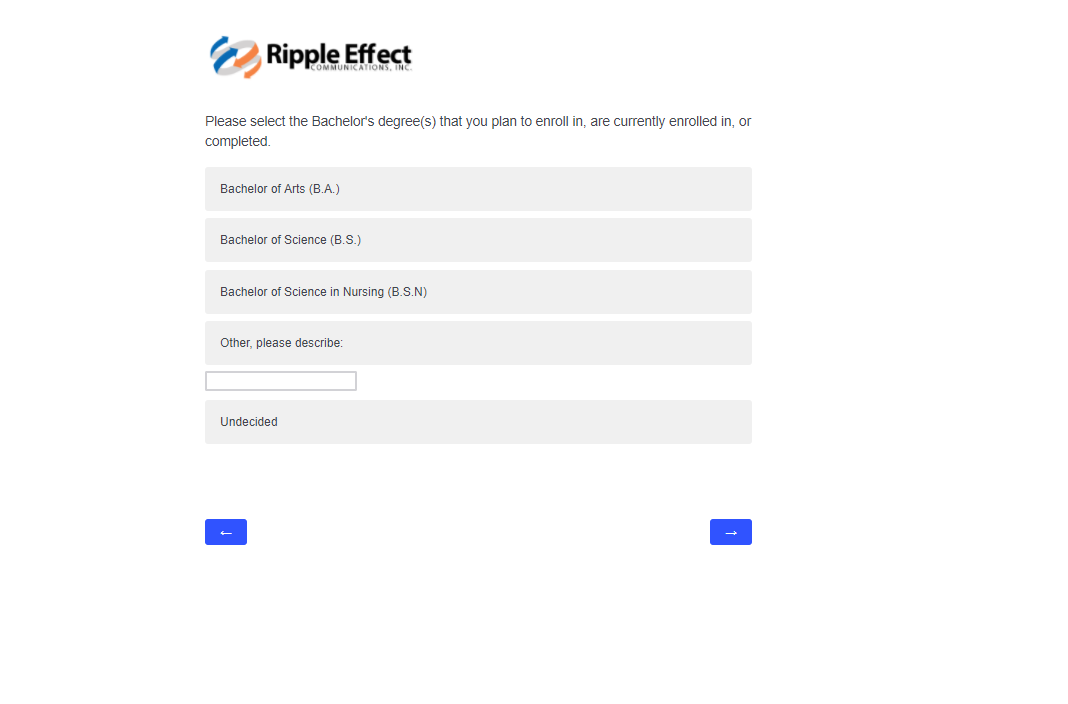 Ripple Effect
COMMUNICATIONS, INC.
Please select the Bachelor's degree(s) that you plan to enroll in, are currently enrolled in, or
completed.
Bachelor of Arts (B.A.)
Bachelor of Science (B.S.)
Bachelor of Science in Nursing (B.S.N)
Other, please describe:
Undecided
← →